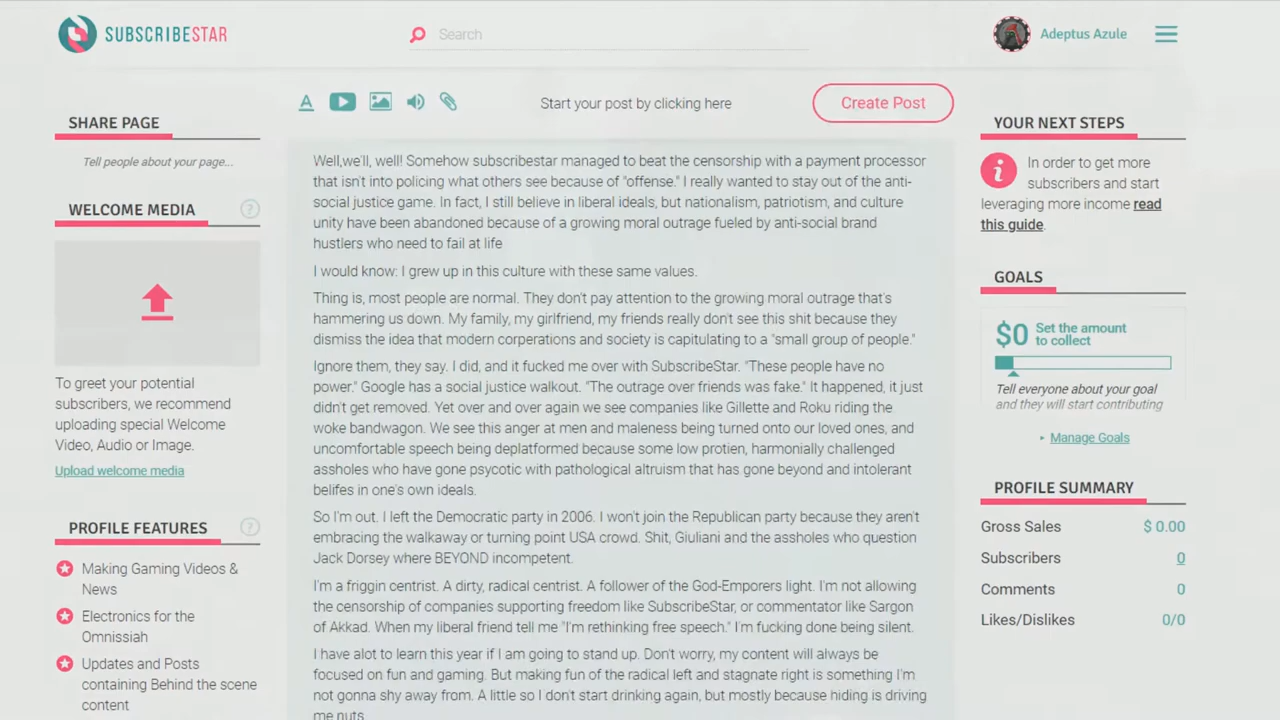 SUBSCRIBESTAR
Search
Adeptus Azule
SHARE PAGE
Tell people about your page...
WELCOME MEDIA
?
To greet your potential
subscribers, we recommend
uploading special Welcome
Video, Audio or Image.
Upload welcome media
PROFILE FEATURES
?
Making Gaming Videos &
News
Electronics for the
Omnissiah
Updates and Posts
containing Behind the scene
content
A
Start your post by clicking here
Create Post
Well,we'll, well! Somehow subscribestar managed to beat the censorship with a payment processor
that isn't into policing what others see because of "offense." I really wanted to stay out of the anti-
social justice game. In fact, I still believe in liberal ideals, but nationalism, patriotism, and culture
unity have been abandoned because of a growing moral outrage fueled by anti-social brand
hustlers who need to fail at life
I would know: I grew up in this culture with these same values.
Thing is, most people are normal. They don't pay attention to the growing moral outrage that's
hammering us down. My family, my girlfriend, my friends really don't see this shit because they
dismiss the idea that modern corperations and society is capitulating to a "small group of people."
Ignore them, they say. I did, and it fucked me over with SubscribeStar. "These people have no
power." Google has a social justice walkout. "The outrage over friends was fake." It happened, it just
didn't get removed. Yet over and over again we see companies like Gillette and Roku riding the
woke bandwagon. We see this anger at men and maleness being turned onto our loved ones, and
uncomfortable speech being deplatformed because some low protien, harmonially challenged
assholes who have gone psycotic with pathological altruism that has gone beyond and intolerant
belifes in one's own ideals.
So I'm out. I left the Democratic party in 2006. I won't join the Republican party because they aren't
embracing the walkaway or turning point USA crowd. Shit, Giuliani and the assholes who question
Jack Dorsey where BEYOND incompetent.
I'm a friggin centrist. A dirty, radical centrist. A follower of the God-Emporers light. I'm not allowing
the censorship of companies supporting freedom like SubscribeStar, or commentator like Sargon
of Akkad. When my liberal friend tell me "I'm rethinking free speech." I'm fucking done being silent.
I have alot to learn this year if I am going to stand up. Don't worry, my content will always be
focused on fun and gaming. But making fun of the radical left and stagnate right is something I'm
not gonna shy away from. A little so I don't start drinking again, but mostly because hiding is driving
me nuts
YOUR NEXT STEPS
i
In order to get more
subscribers and start
leveraging more income read
this guide.
GOALS
$0 Set the amount
to collect
Tell everyone about your goal
and they will start contributing
Manage Goals
PROFILE SUMMARY
Gross Sales $ 0.00
Subscribers 0
Comments 0
Likes/Dislikes 0/0